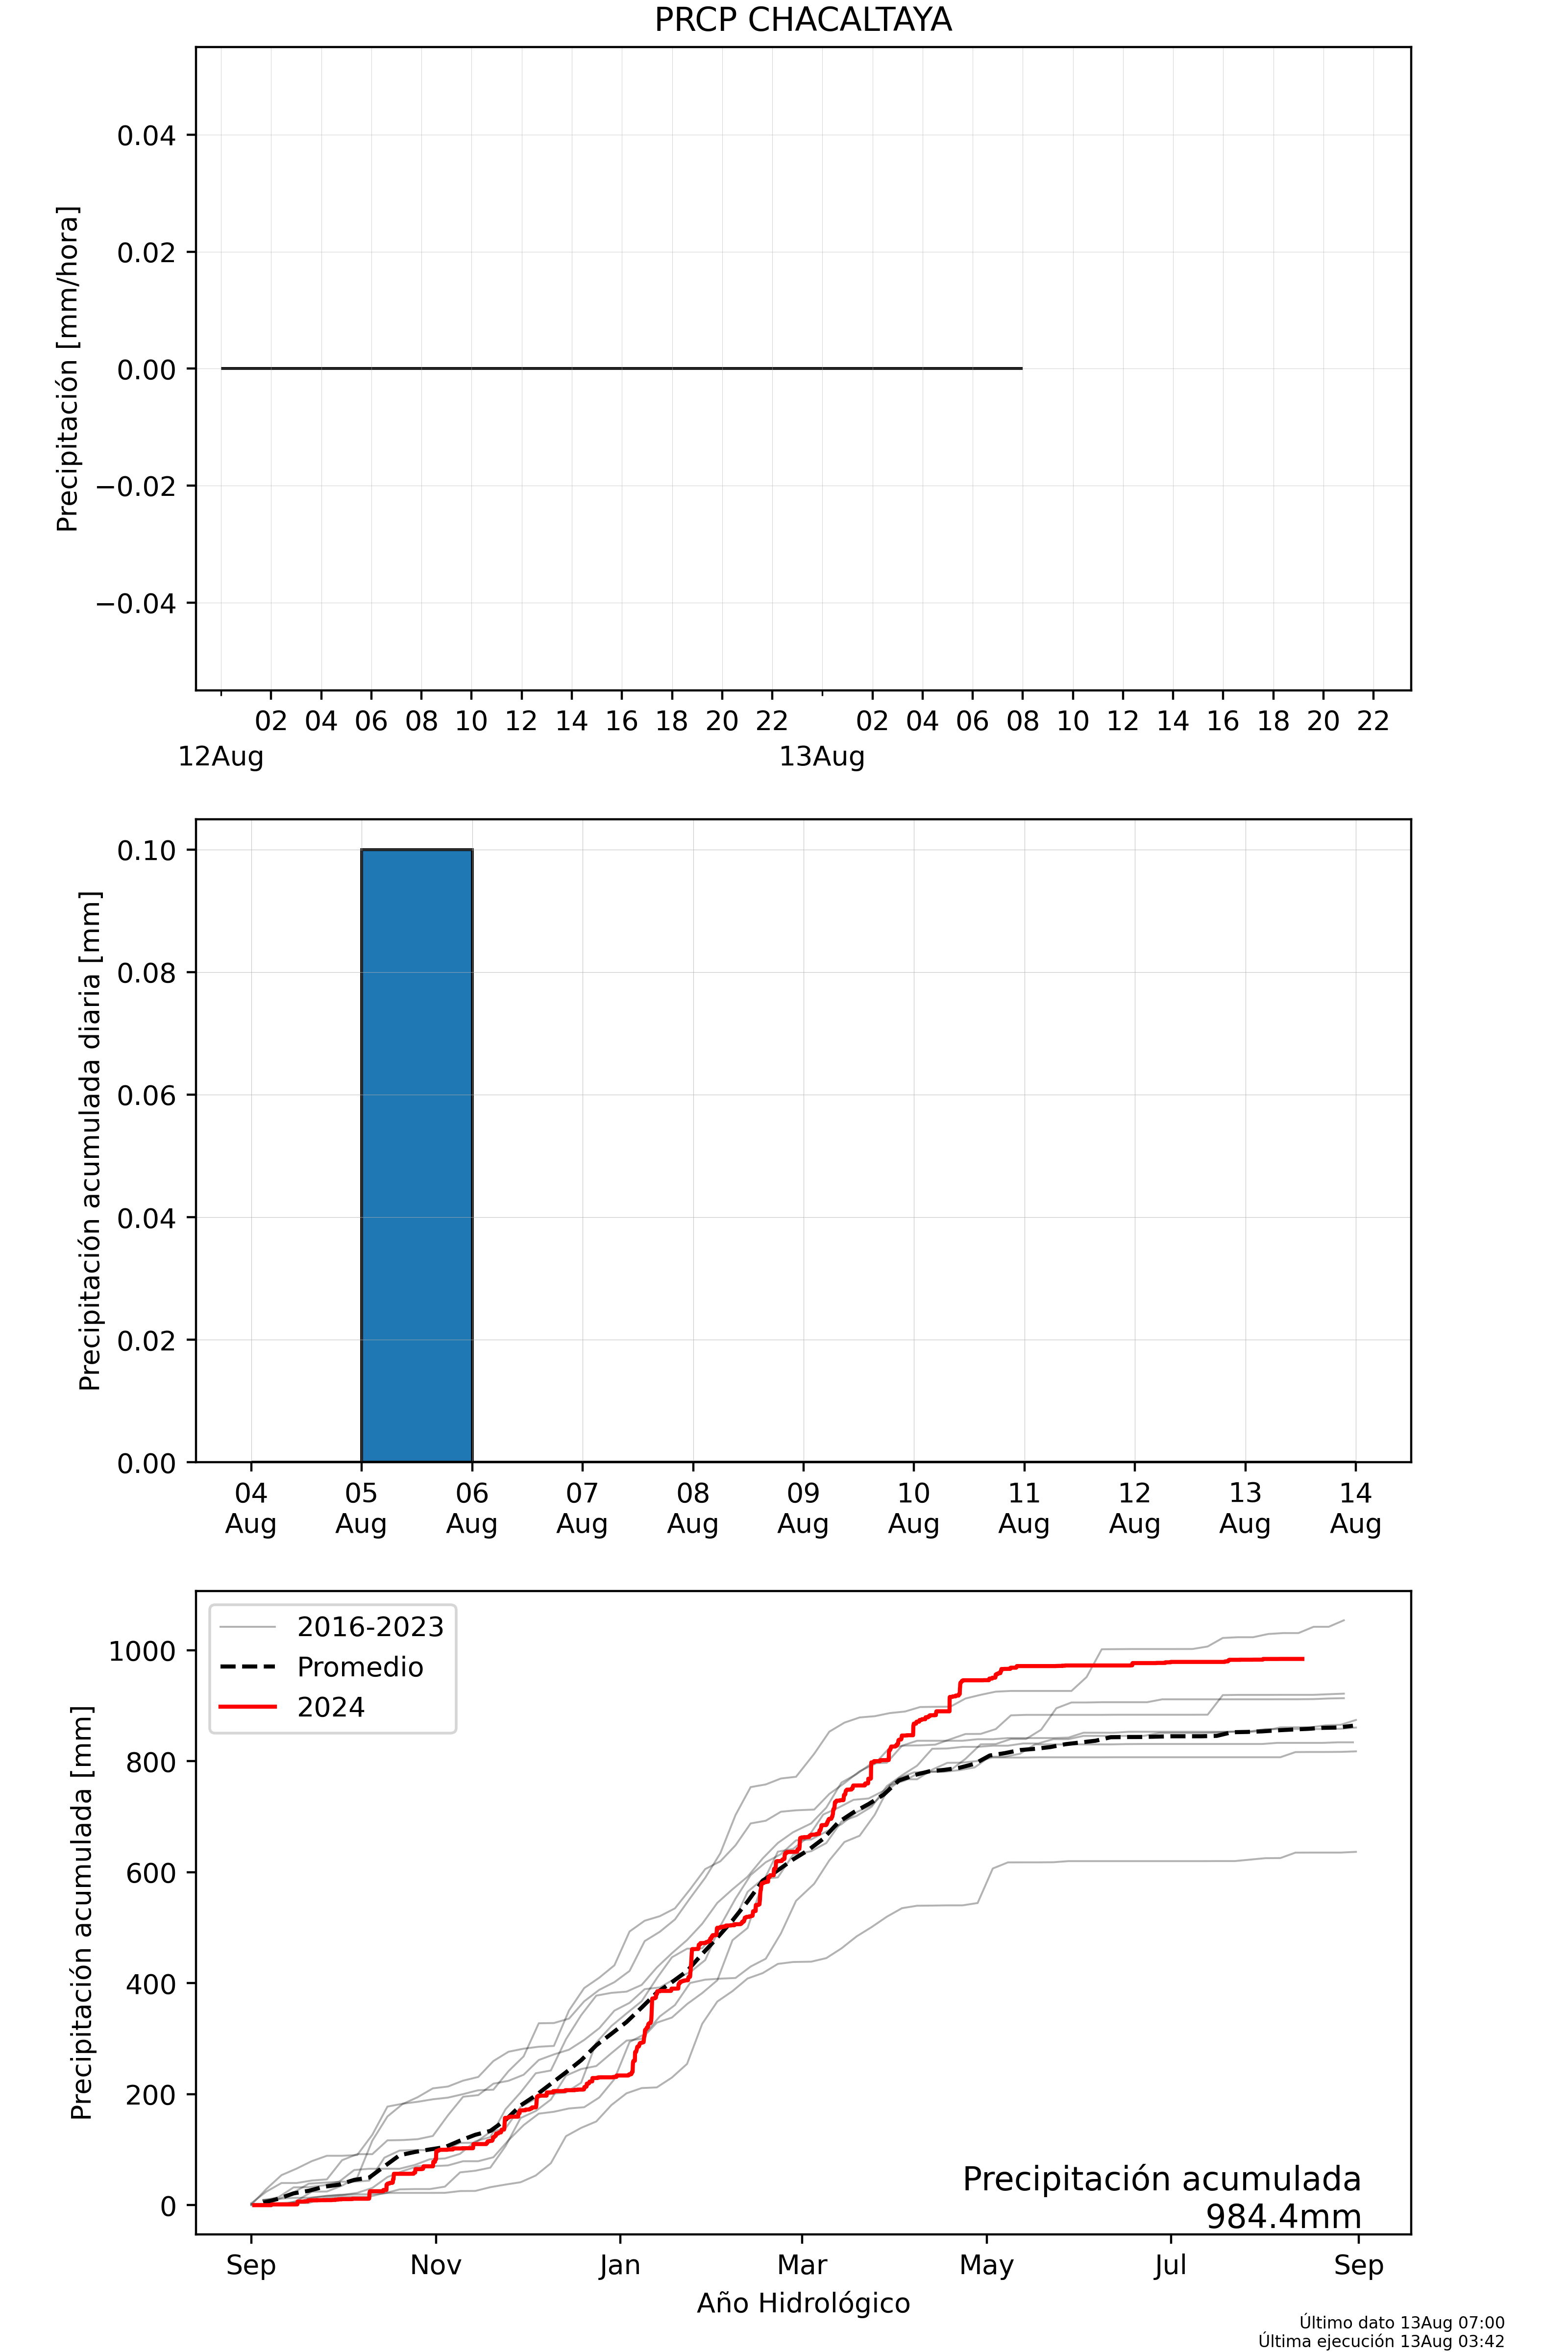 PRCP CHACALTAYA
Precipitación [mm/hora]
0.04
0.02
0.00
−0.02
−0.04
02 04 06 08 10 12 14 16 18 20 22 02 04 06 08 10 12 14 16 18 20 22
12Aug 13Aug
Precipitación acumulada diaria [mm]
0.10
0.08
0.06
0.04
0.02
0.00
04 05 06 07 08 09 10 11 12 13 14
Aug Aug Aug Aug Aug Aug Aug Aug Aug Aug Aug
Precipitación acumulada [mm]
1000
800
600
400
200
0
2016-2023
Promedio
2024
Precipitación acumulada
984.4mm
Sep Nov Jan Mar May Jul Sep
Año Hidrológico
Último dato 13Aug 07:00
Última ejecución 13Aug 03:42